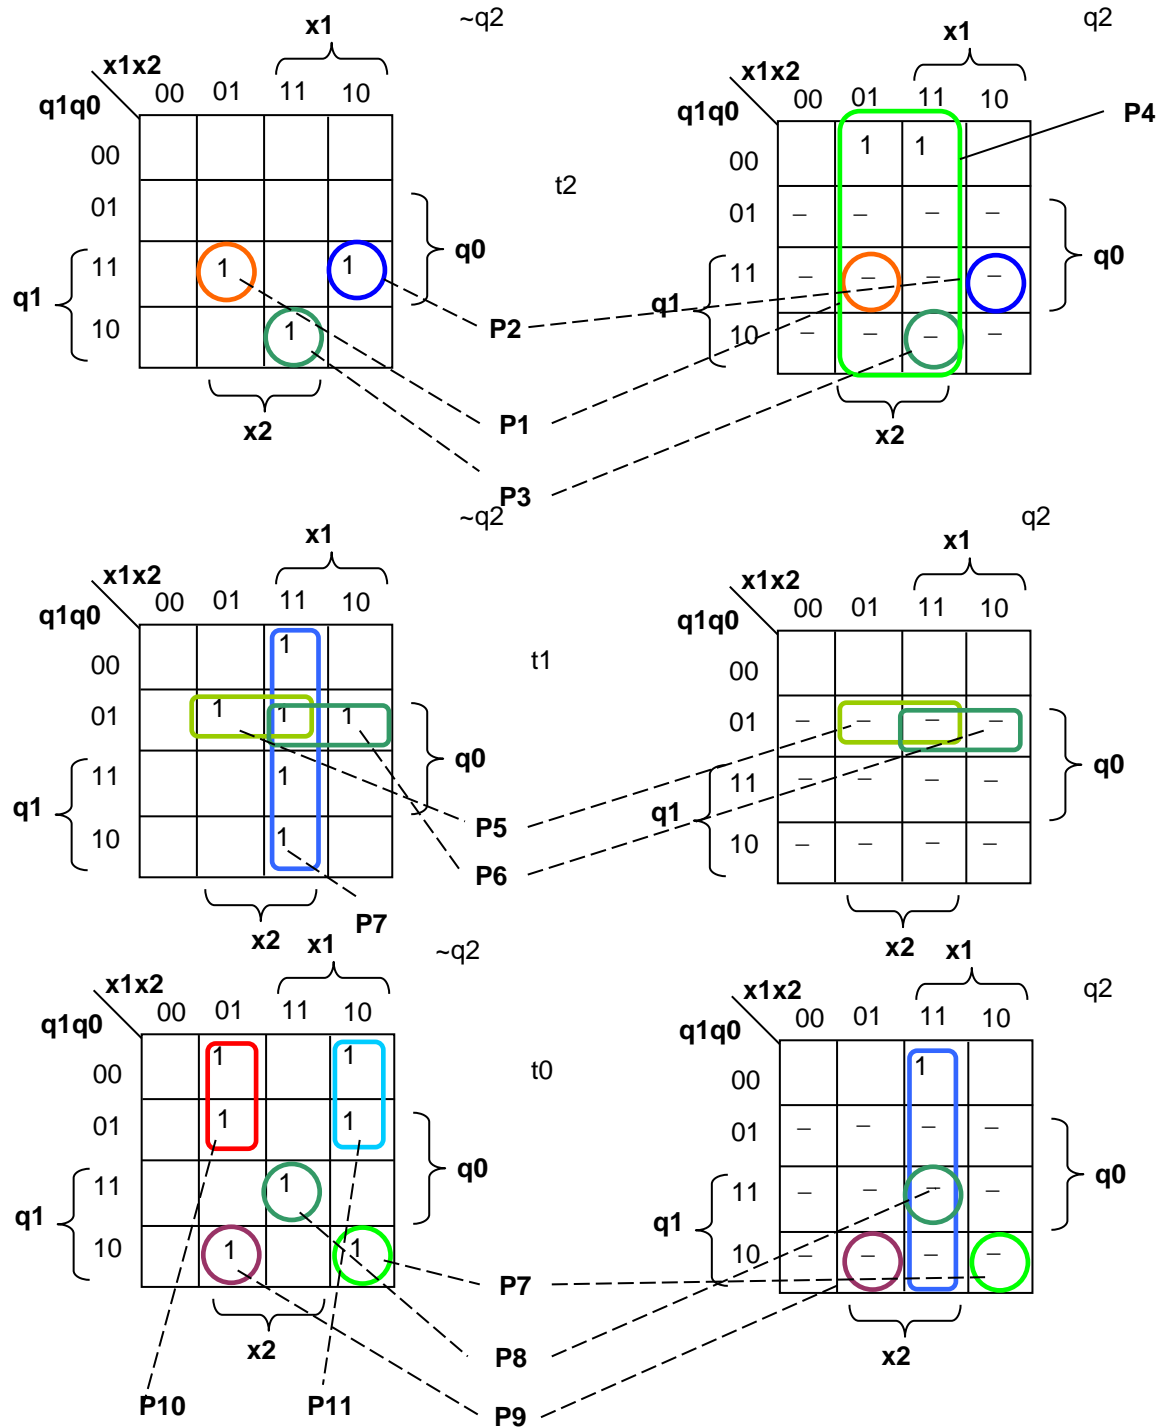 x1 ~q2 x1 q2
x1x2 x1x2
00 01 11 10 00 01 11 10
q1q0 q1q0 P4
00 1 1 00
t2
01 01 – – – –
q0 q0
11 1 1 11 – – – –
q1 q1
10 1 P2 10 – – – –
x2 P1 x2
P3
~q2 q2
x1 x1
x1x2 x1x2
00 01 11 10 00 01 11 10
q1q0 q1q0
00 1 t1 00
01 1 1 1 01 – – – –
q0 q0
11 1 11 – – – –
q1 P5 q1
10 1 10 – – – –
P6
P7
x2 x2
x1 ~q2 x1 q2
x1x2 x1x2
00 01 11 10 00 01 11 10
q1q0 q1q0
00 1 1 t0 00 1
01 1 1 01 – – – –
q0 q0
11 1 11 – – – –
q1 q1
10 1 1 10 – – –
P7
x2 P8 x2
P10 P11 P9